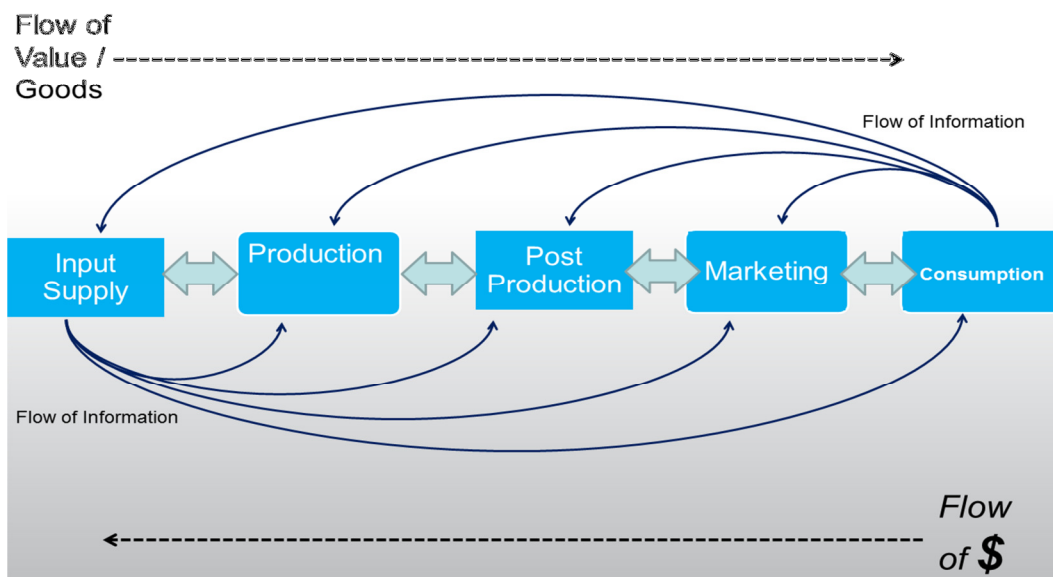 Flow of
Value /
Goods
Flow of Information
Input
Supply
Production
Post
Production
Marketing
Consumption
Flow of Information
Flow
of $